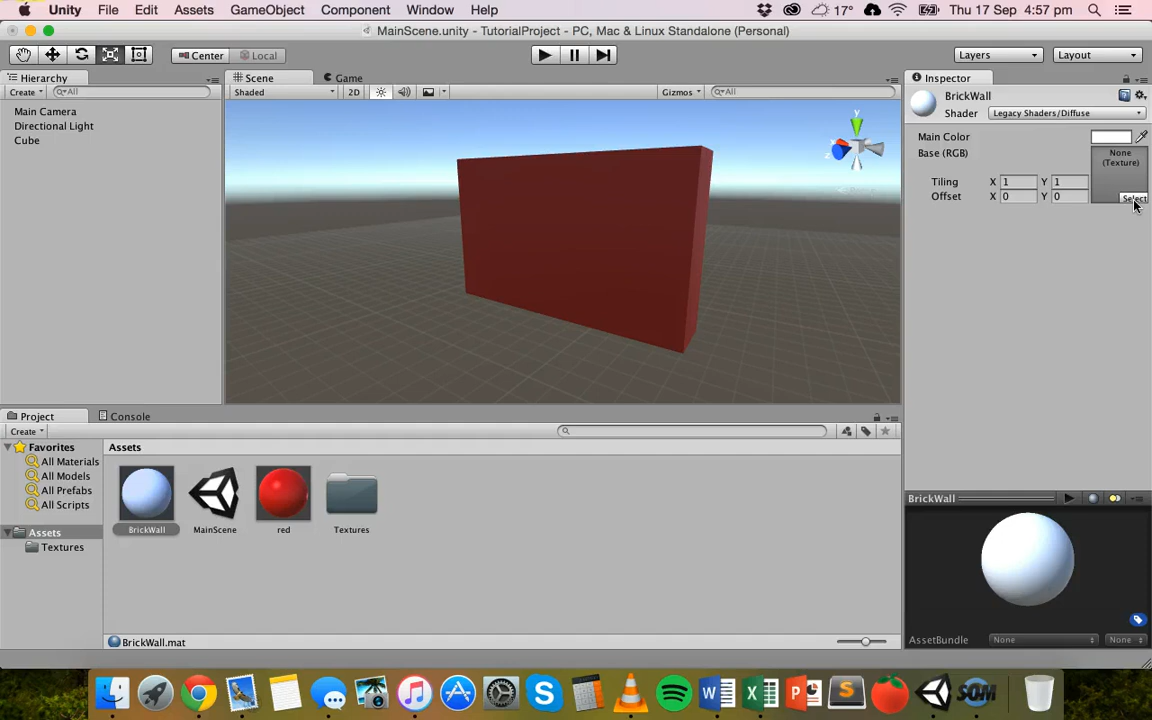 Unity File Edit Assets GameObject Component Window Help 17° Thu 17 Sep 4:57 pm
MainScene.unity - TutorialProject - PC, Mac & Linux Standalone (Personal)
Center Local Layers Layout
Hierarchy Scene Game Inspector
Create All Shaded 2D Gizmos All
BrickWall
Shader Legacy Shaders/Diffuse
Main Camera
Directional Light
Cube
Main Color
Base (RGB) None
(Texture)
Tiling X 1 Y 1
Offset X 0 Y 0 Select
Project Console
Create
Favorites Assets
All Materials
All Models
All Prefabs
All Scripts
BrickWall MainScene red Textures
Assets
Textures
BrickWall
BrickWall.mat
AssetBundle None None